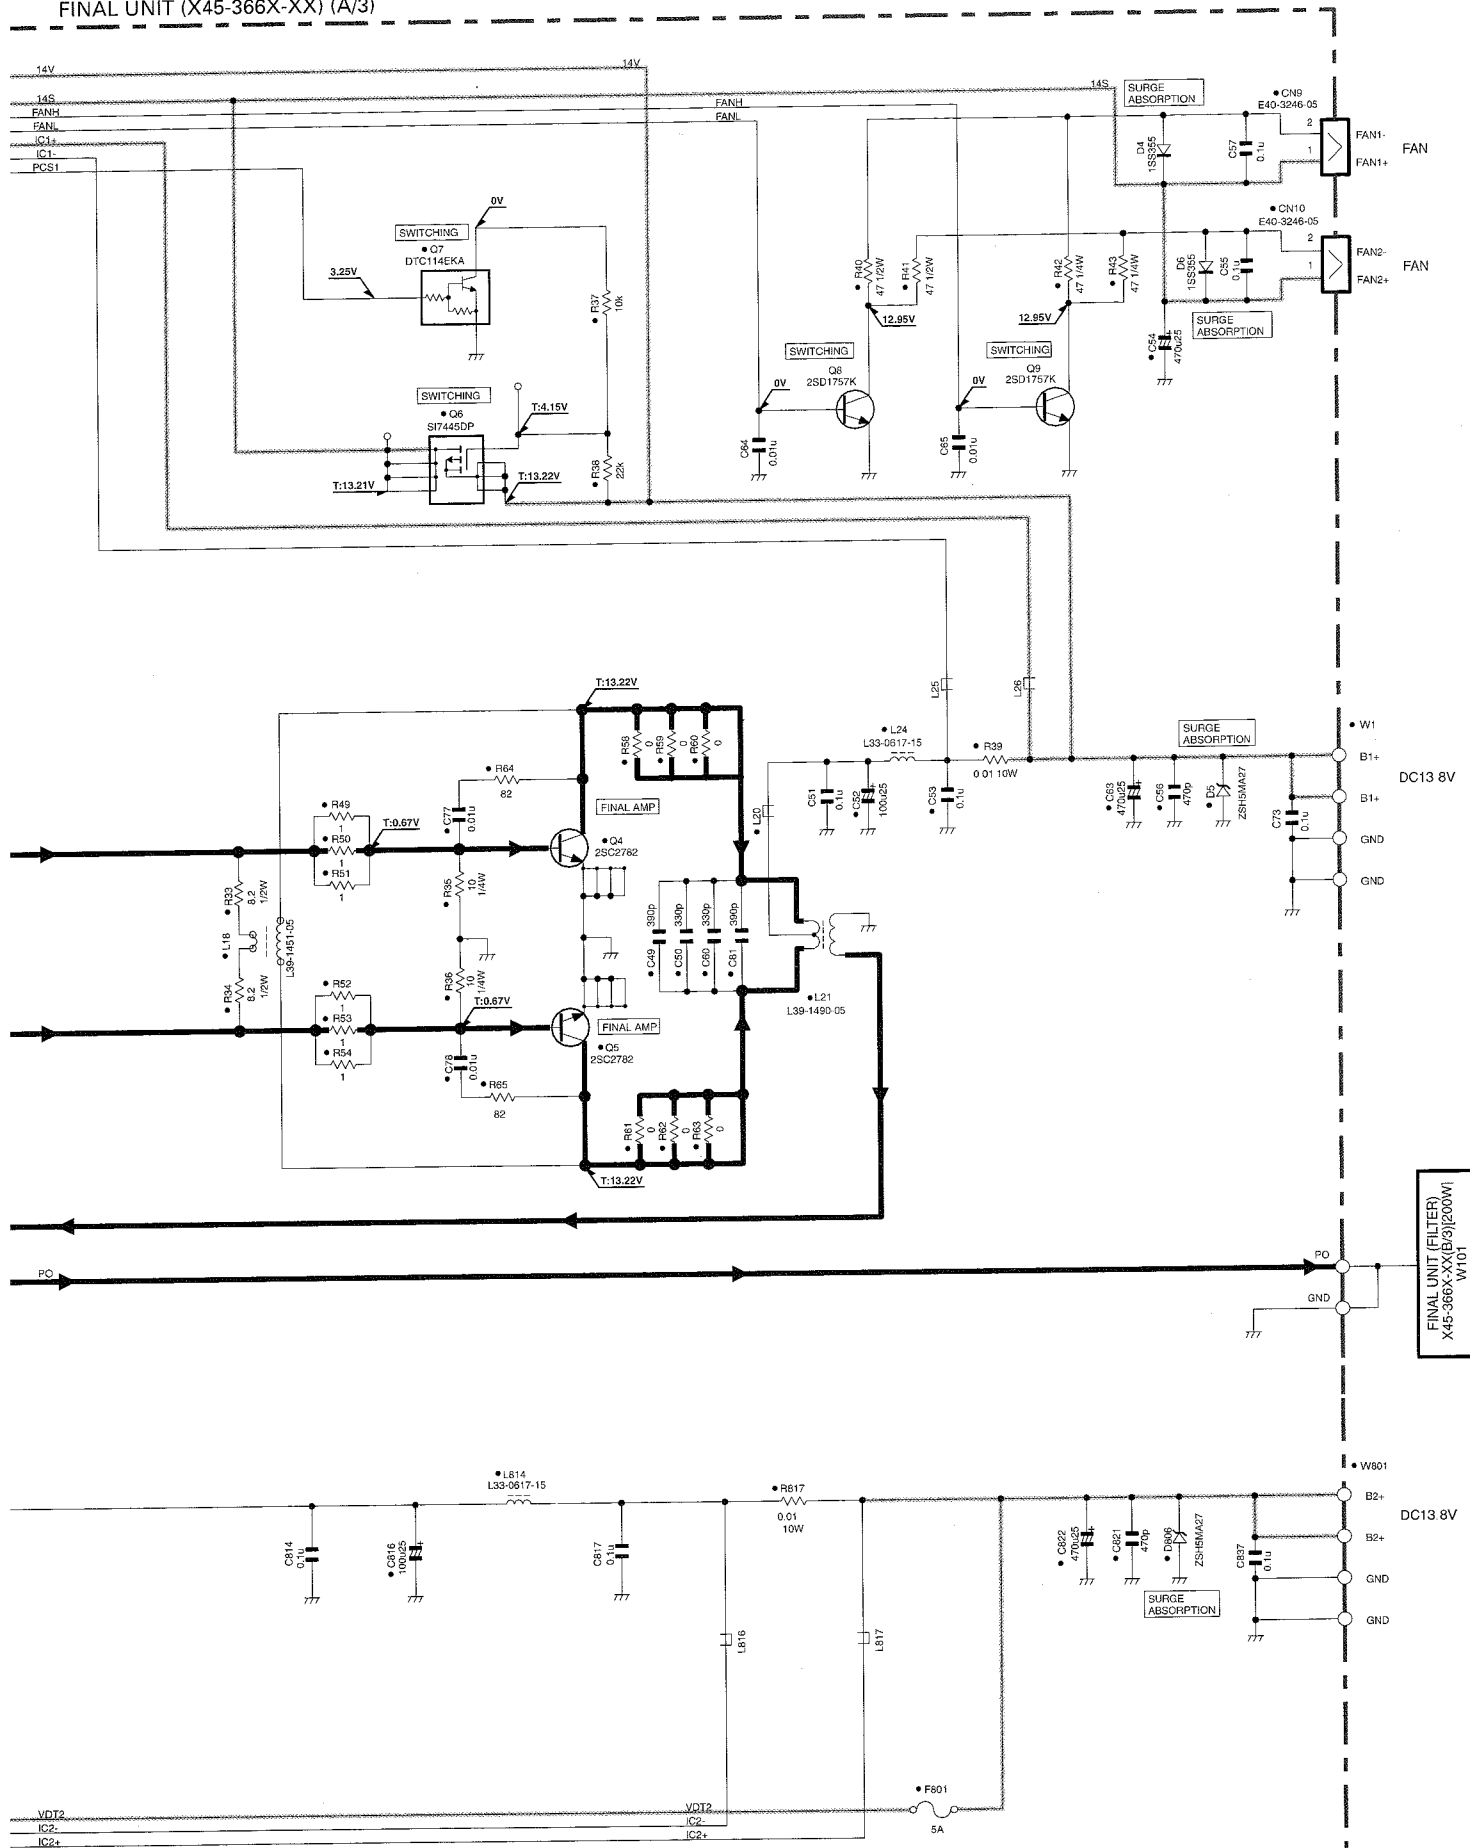 FINAL UNIT (X45-366X-XX) (A/3)
14V
14V
14S
14S
FANH
FANH
FANL
FANL
IC1+
IC1-
PCS1
SURGE
ABSORPTION
• CN9
E40-3246-05
2
1
FAN1-
FAN1+
FAN
D4
1SS355
C57
0.1u
• CN10
E40-3246-05
2
1
FAN2-
FAN2+
FAN
D6
1SS355
C55
0.1u
SURGE
ABSORPTION
• C54
470u25
0V
SWITCHING
• Q7
DTC114EKA
3.25V
• R37
10k
• R40
47 1/2W
• R41
47 1/2W
• R42
47 1/4W
• R43
47 1/4W
12.95V
12.95V
SWITCHING
Q8
2SD1757K
SWITCHING
Q9
2SD1757K
0V
0V
C64
0.01u
C65
0.01u
SWITCHING
• Q6
SI7445DP
T:4.15V
T:13.21V
T:13.22V
• R38
22k
L25
L26
T:13.22V
• R58
0
• R59
0
• R60
0
• L24
L33-0617-15
• R39
0 01 10W
SURGE
ABSORPTION
• W1
B1+
B1+
GND
GND
DC13 8V
• R64
82
• C77
0.01u
FINAL AMP
• Q4
2SC2782
• L20
C51
0.1u
• C52
100u25
• C53
0.1u
• C63
470u25
• C56
470p
• D5
ZSH5MA27
C73
0.1u
• R49
1
• R50
1
• R51
1
T:0.67V
• R33
8.2
1/2W
• L18
L39-1451-05
• R34
8.2
1/2W
• R35
10
1/4W
• R36
10
1/4W
• C49
390p
• C50
330p
• C60
330p
• C81
390p
• L21
L39-1490-05
• R52
1
• R53
1
• R54
1
T:0.67V
• C78
0.01u
• R65
82
FINAL AMP
• Q5
2SC2782
• R61
0
• R62
0
• R63
0
T:13.22V
PO
PO
GND
FINAL UNIT (FILTER)
X45-366X-XX(B/3)[200W]
W101
• L814
L33-0617-15
• R817
0.01
10W
• W801
B2+
B2+
GND
GND
DC13.8V
C814
0.1u
• C816
100u25
C817
0.1u
• C822
470u25
• C821
470p
• D806
ZSH5MA27
C837
0.1u
SURGE
ABSORPTION
L816
L817
• F801
5A
VDT2
VDT2
IC2-
IC2-
IC2+
IC2+